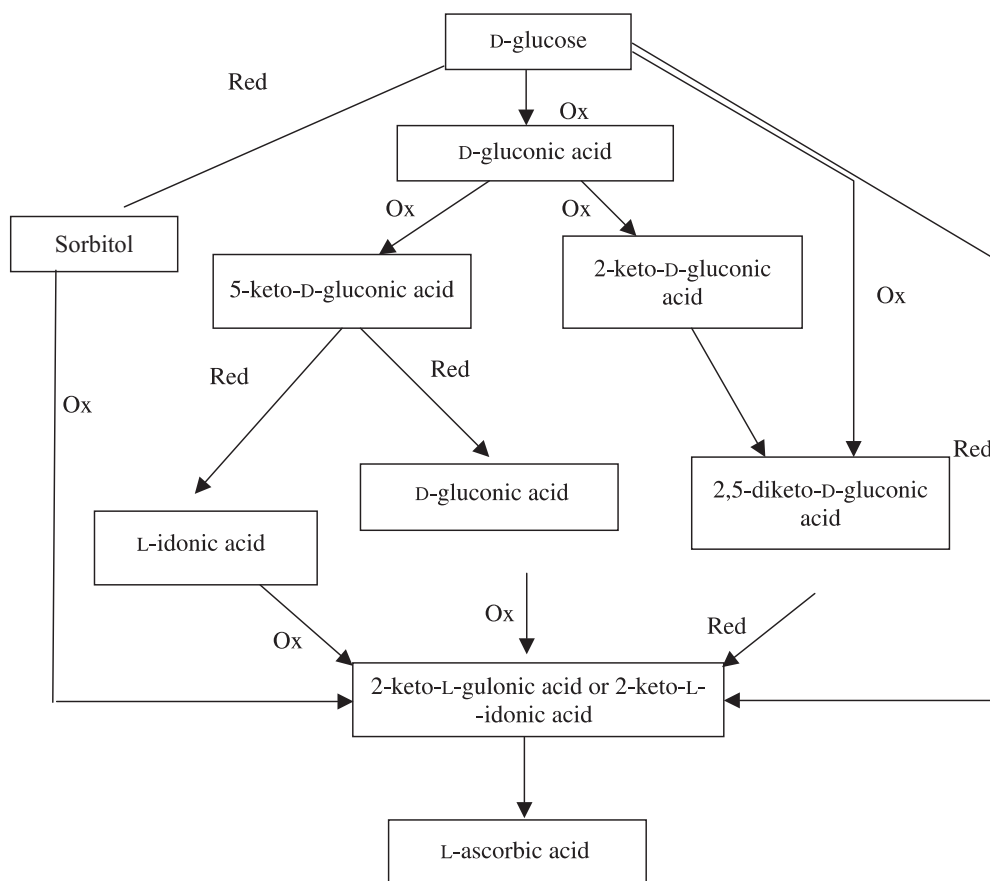 D-glucose
Red
Ox
D-gluconic acid
Ox
Ox
Sorbitol
5-keto-D-gluconic acid
2-keto-D-gluconic
acid
Ox
Red
Red
Ox
Red
D-gluconic acid
2,5-diketo-D-gluconic
acid
L-idonic acid
Ox
Ox
Red
2-keto-L-gulonic acid or 2-keto-L-
-idonic acid
L-ascorbic acid